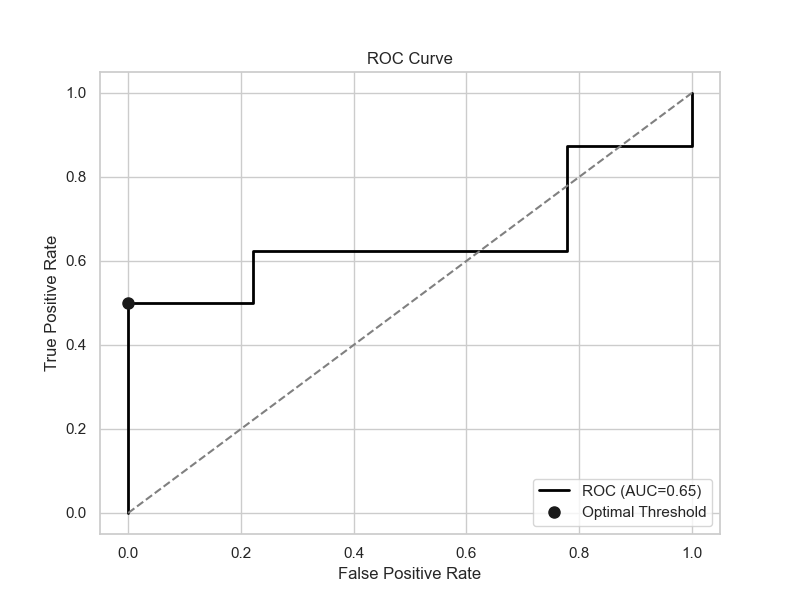 ROC Curve
1.0
0.8
0.6
0.4
0.2
0.0
True Positive Rate
0.0 0.2 0.4 0.6 0.8 1.0
False Positive Rate
ROC (AUC=0.65)
Optimal Threshold